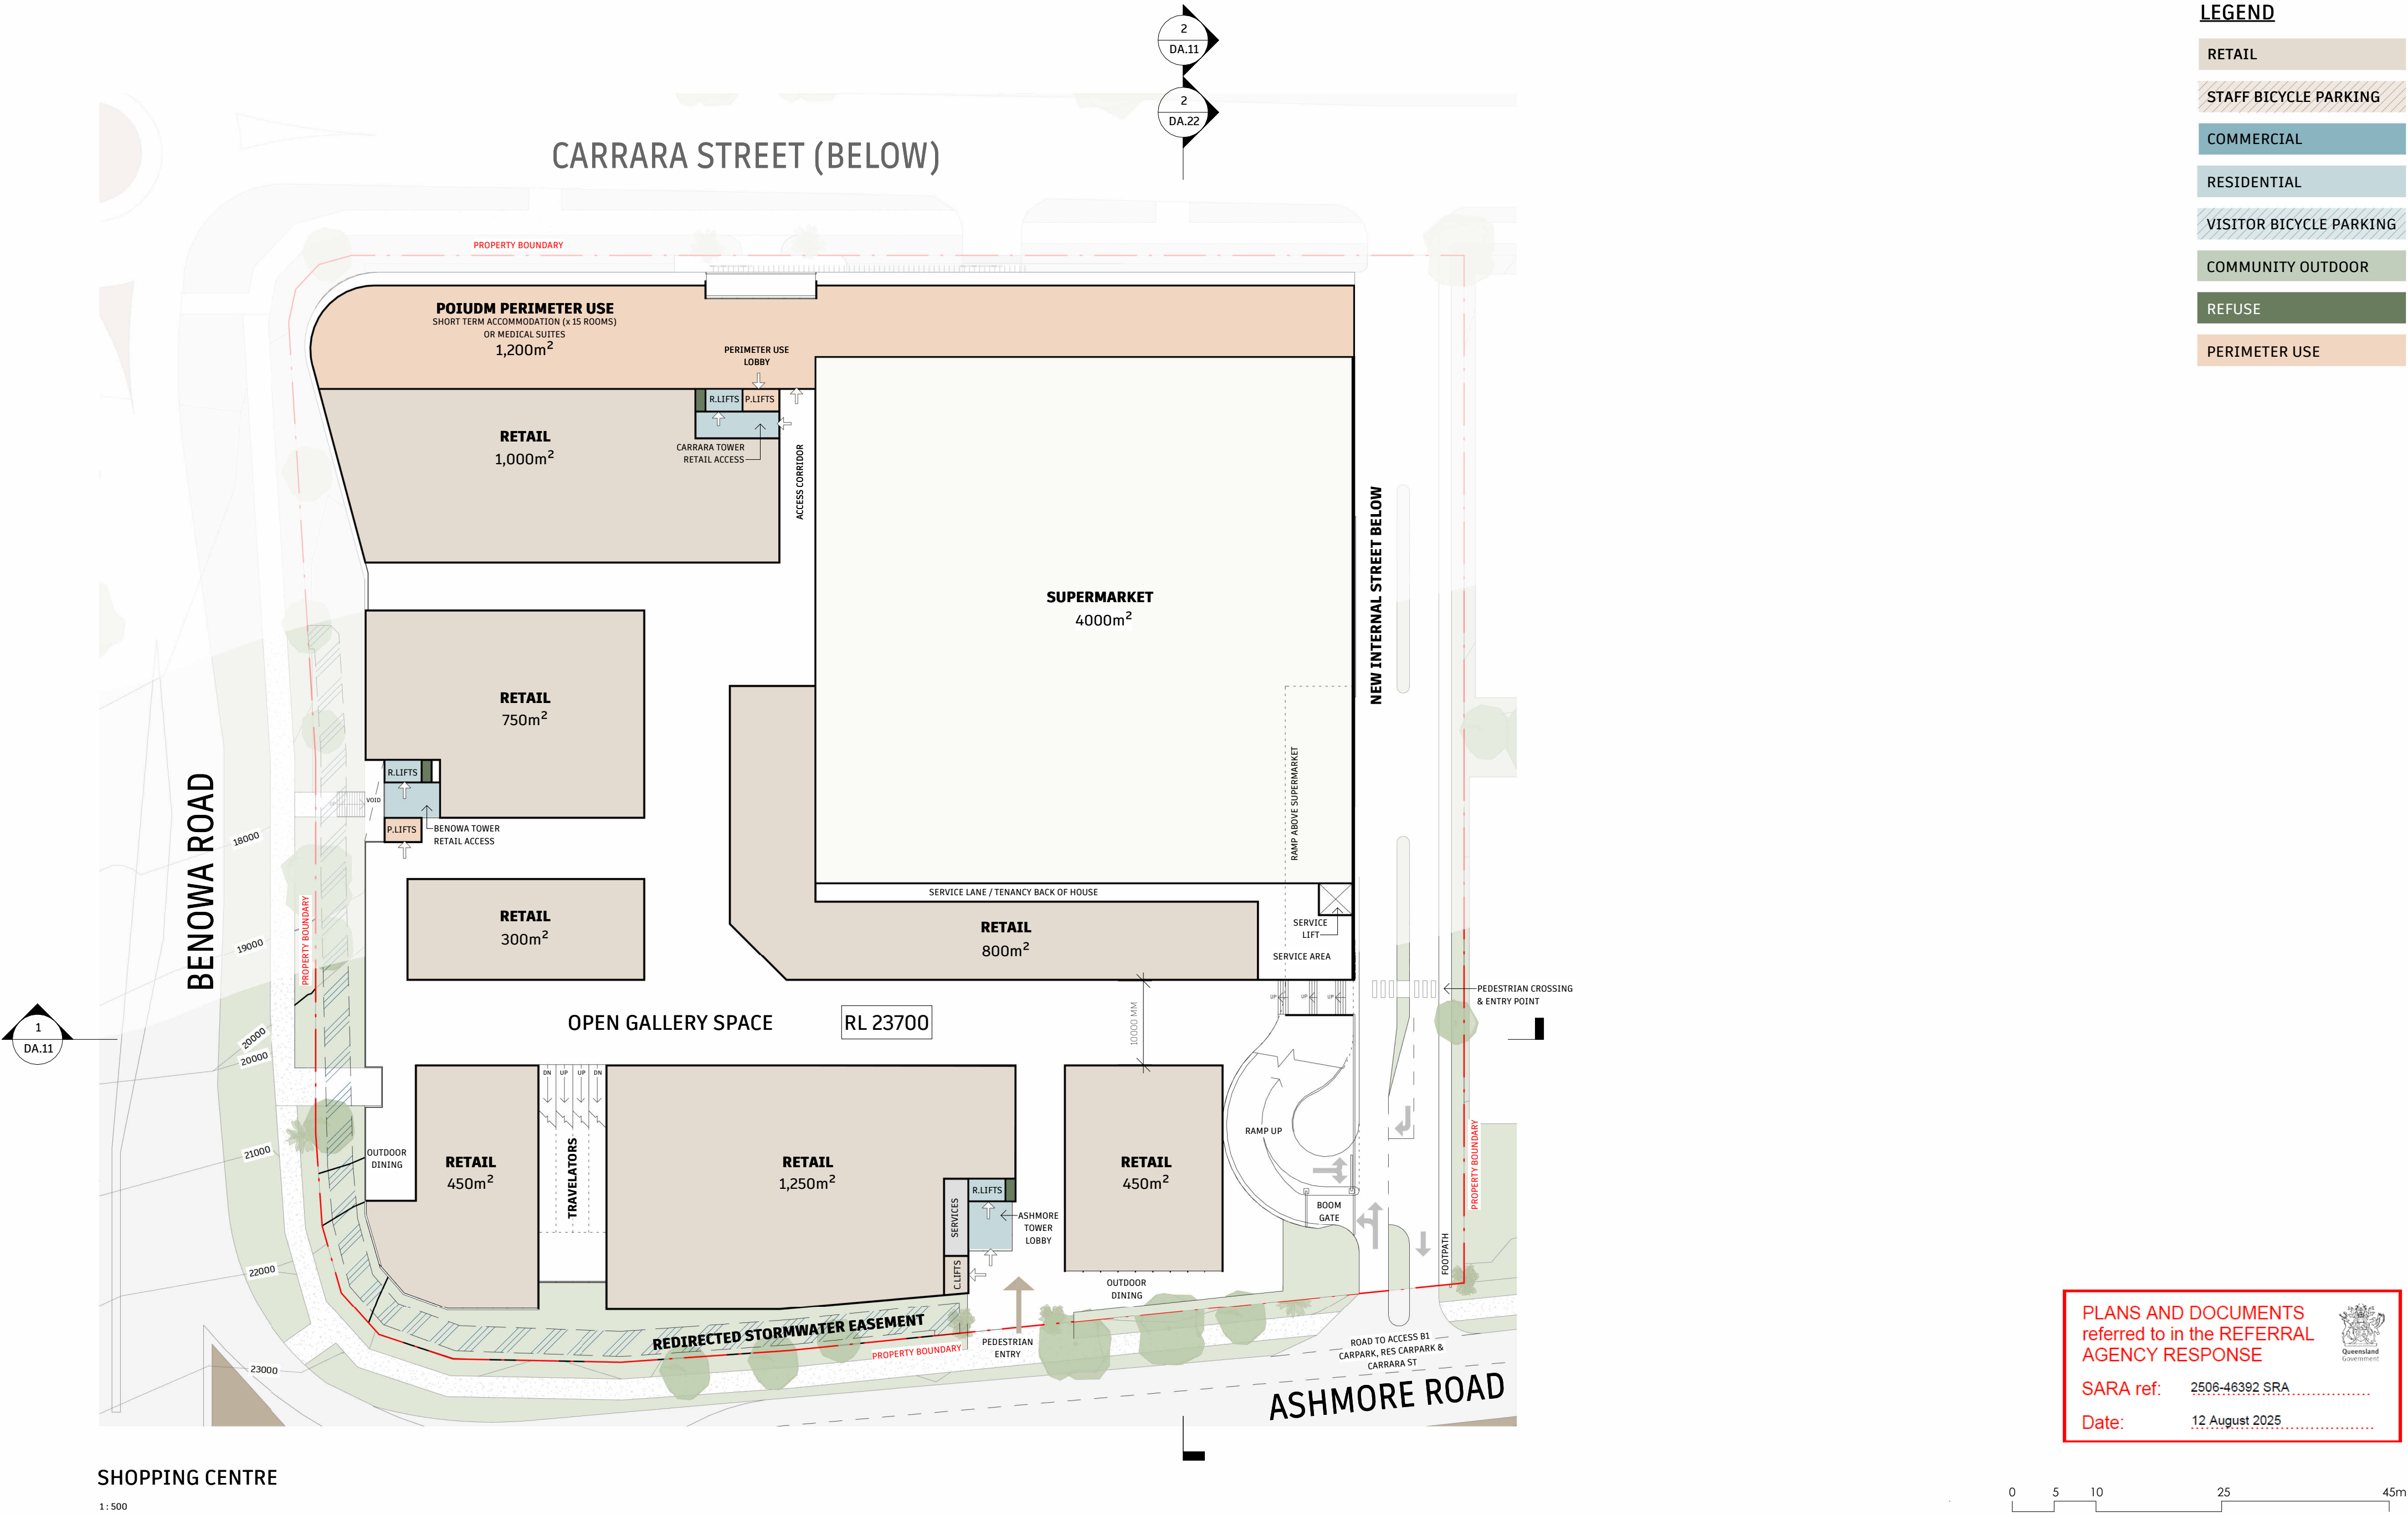 2
DA.11
2
DA.22
LEGEND
RETAIL
STAFF BICYCLE PARKING
COMMERCIAL
RESIDENTIAL
VISITOR BICYCLE PARKING
COMMUNITY OUTDOOR
REFUSE
PERIMETER USE
CARRARA STREET (BELOW)
PROPERTY BOUNDARY
POIUDM PERIMETER USE
SHORT TERM ACCOMMODATION (x 15 ROOMS)
OR MEDICAL SUITES
1,200m²
PERIMETER USE
LOBBY
R.LIFTS
P.LIFTS
RETAIL
1,000m²
CARRARA TOWER
RETAIL ACCESS
ACCESS CORRIDOR
SUPERMARKET
4000m²
NEW INTERNAL STREET BELOW
RETAIL
750m²
R.LIFTS
VOID
P.LIFTS
BENOWA TOWER
RETAIL ACCESS
RAMP ABOVE SUPERMARKET
BENOWA ROAD
18000
19000
20000
20000
21000
22000
23000
PROPERTY BOUNDARY
RETAIL
300m²
SERVICE LANE / TENANCY BACK OF HOUSE
RETAIL
800m²
SERVICE
LIFT
SERVICE AREA
PEDESTRIAN CROSSING
& ENTRY POINT
1
DA.11
OPEN GALLERY SPACE
RL 23700
10000 MM
UP
UP
UP
DN
UP
UP
DN
OUTDOOR
DINING
RETAIL
450m²
TRAVELATORS
RETAIL
1,250m²
SERVICES
R.LIFTS
ASHMORE
TOWER
LOBBY
C.LIFTS
RETAIL
450m²
RAMP UP
BOOM
GATE
FOOTPATH
PROPERTY BOUNDARY
OUTDOOR
DINING
REDIRECTED STORMWATER EASEMENT
PROPERTY BOUNDARY
PEDESTRIAN
ENTRY
ROAD TO ACCESS B1
CARPARK, RES CARPARK &
CARRARA ST
ASHMORE ROAD
PLANS AND DOCUMENTS
referred to in the REFERRAL
AGENCY RESPONSE
Queensland
Government
SARA ref: 2506-46392 SRA
Date: 12 August 2025
SHOPPING CENTRE
1 : 500
0 5 10 25 45m